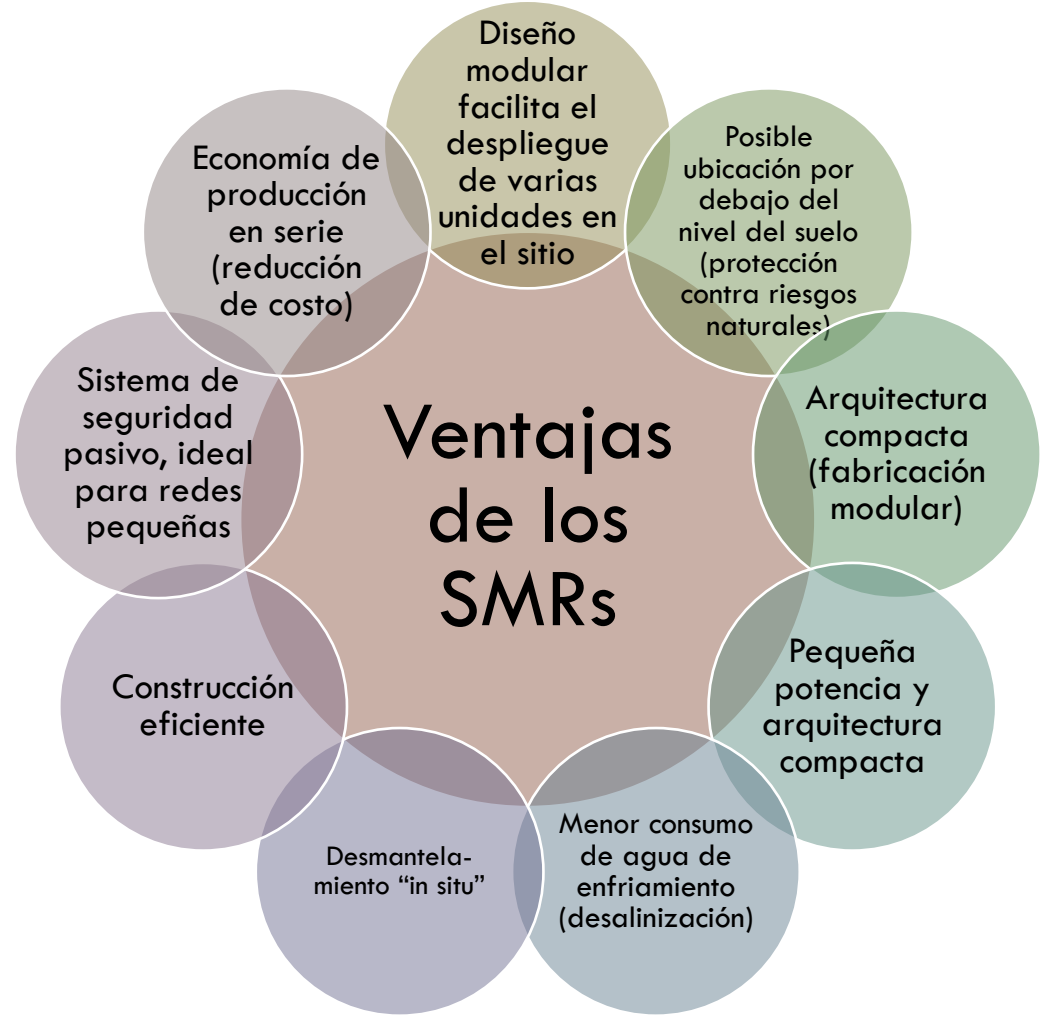 Diseño
modular
facilita el
despliegue
de varias
unidades en
el sitio
Posible
ubicación por
debajo del
nivel del suelo
(protección
contra riesgos
naturales)
Arquitectura
compacta
(fabricación
modular)
Pequeña
potencia y
arquitectura
compacta
Menor consumo
de agua de
enfriamiento
(desalinización)
Desmantela-
miento “in situ”
Construcción
eficiente
Sistema de
seguridad
pasivo, ideal
para redes
pequeñas
Economía de
producción
en serie
(reducción
de costo)
Ventajas
de los
SMRs